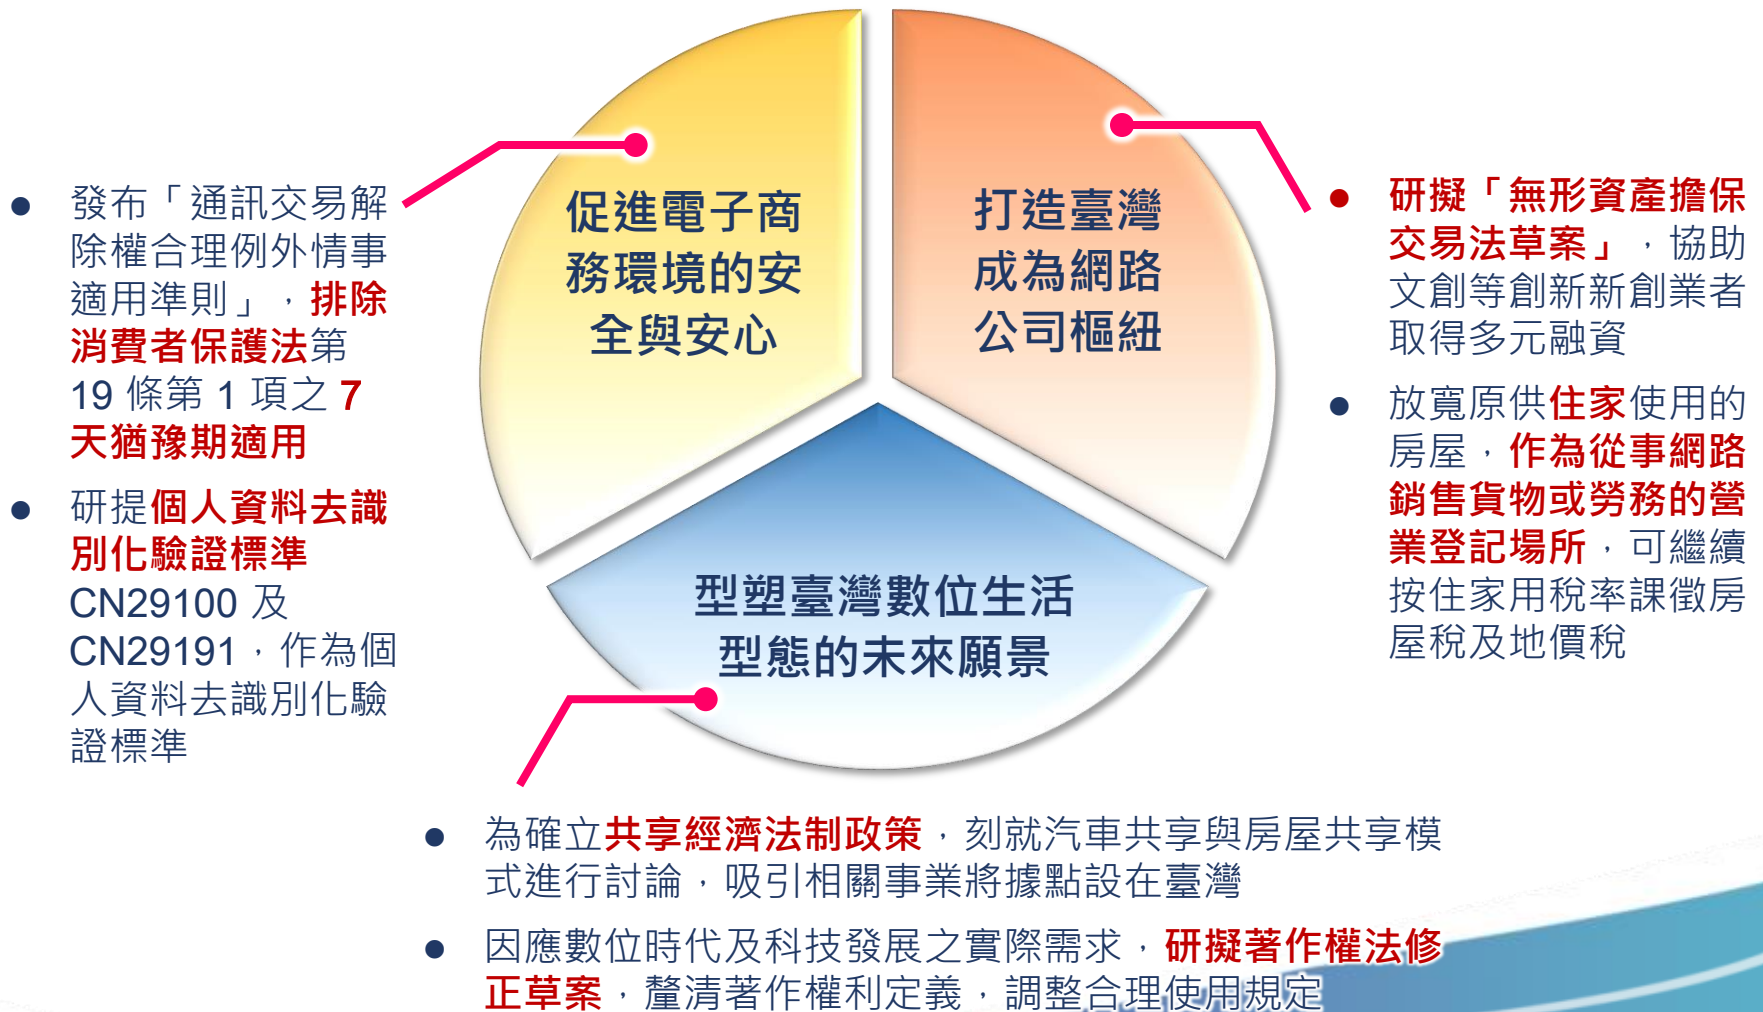 促進電子商
務環境的安
全與安心
打造臺灣
成為網路
公司樞紐
型塑臺灣數位生活
型態的未來願景
● 發布「通訊交易解
除權合理例外情事
適用準則」，排除
消費者保護法第
19 條第 1 項之 7
天猶豫期適用
● 研提個人資料去識
別化驗證標準
CN29100 及
CN29191，作為個
人資料去識別化驗
證標準
● 研擬「無形資產擔保
交易法草案」，協助
文創等創新新創業者
取得多元融資
● 放寬原供住家使用的
房屋，作為從事網路
銷售貨物或勞務的營
業登記場所，可繼續
按住家用稅率課徵房
屋稅及地價稅
● 為確立共享經濟法制政策，刻就汽車共享與房屋共享模
式進行討論，吸引相關事業將據點設在臺灣
● 因應數位時代及科技發展之實際需求，研擬著作權法修
正草案，釐清著作權利定義，調整合理使用規定